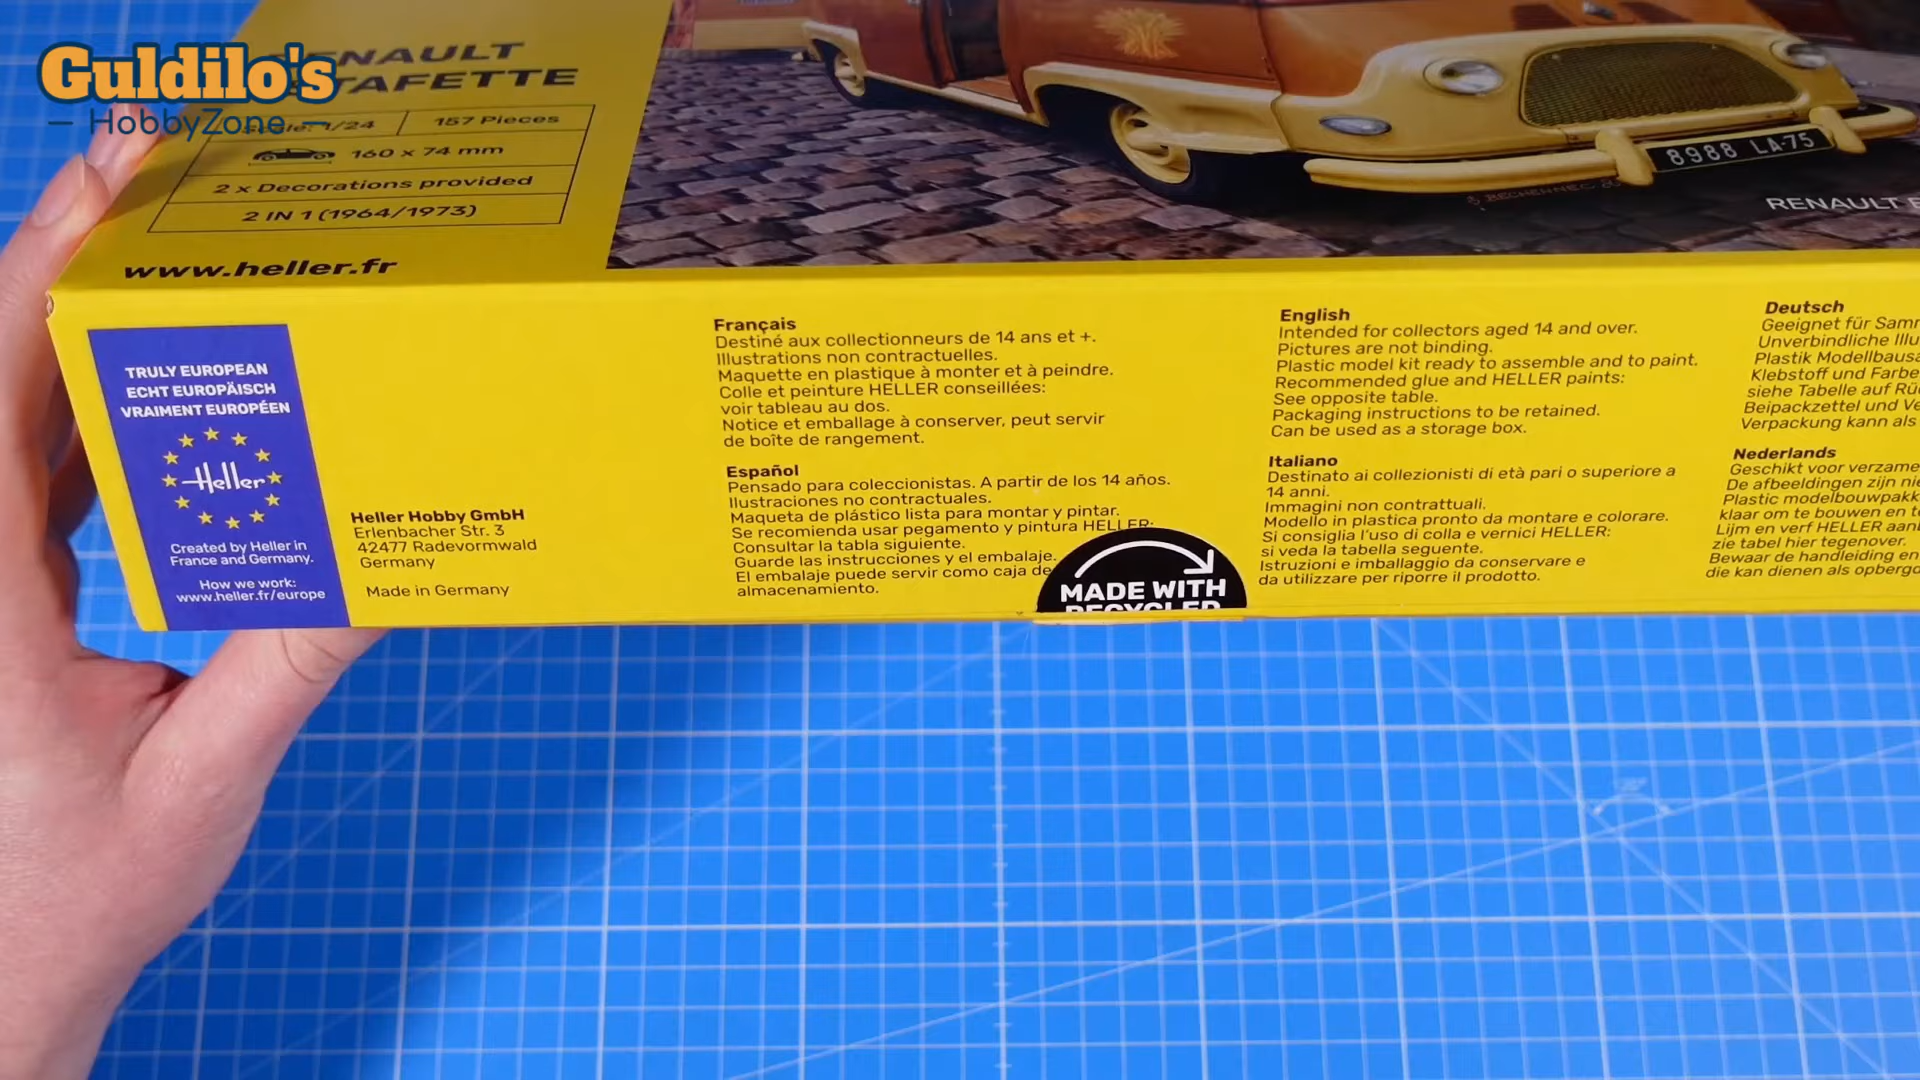 Guldilo's
HobbyZone
ENAULT
TAFETTE
Scale: 1/24
157 Pieces
160 x 74 mm
2 x Decorations provided
2 IN 1 (1964/1973)
www.heller.fr
8988 LA-75
RENAULT E
TRULY EUROPEAN
ECHT EUROPÄISCH
VRAIMENT EUROPÉEN
Heller
Created by Heller in
France and Germany.
How we work:
www.heller.fr/europe
Heller Hobby GmbH
Erlenbacher Str. 3
42477 Radevormwald
Germany
Made in Germany
Français
Destiné aux collectionneurs de 14 ans et +.
Illustrations non contractuelles.
Maquette en plastique à monter et à peindre.
Colle et peinture HELLER conseillées:
voir tableau au dos.
Notice et emballage à conserver, peut servir
de boîte de rangement.
Español
Pensado para coleccionistas. A partir de los 14 años.
Ilustraciones no contractuales.
Maqueta de plástico lista para montar y pintar.
Se recomienda usar pegamento y pintura HELLER:
Consultar la tabla siguiente.
Guarde las instrucciones y el embalaje.
El embalaje puede servir como caja de
almacenamiento.
MADE WITH
RECYCLED
English
Intended for collectors aged 14 and over.
Pictures are not binding.
Plastic model kit ready to assemble and to paint.
Recommended glue and HELLER paints:
See opposite table.
Packaging instructions to be retained.
Can be used as a storage box.
Italiano
Destinato ai collezionisti di età pari o superiore a
14 anni.
Immagini non contrattuali.
Modello in plastica pronto da montare e colorare.
Si consiglia l'uso di colla e vernici HELLER:
si veda la tabella seguente.
Istruzioni e imballaggio da conservare e
da utilizzare per riporre il prodotto.
Deutsch
Geeignet für Samm
Unverbindliche Illu
Plastik Modellbausa
Klebstoff und Farbe
siehe Tabelle auf Rü
Beipackzettel und Ve
Verpackung kann als
Nederlands
Geschikt voor verzame
De afbeeldingen zijn nie
Plastic modelbouwpakk
klaar om te bouwen en te
Lijm en verf HELLER aan
zie tabel hier tegenover.
Bewaar de handleiding en
die kan dienen als opberg